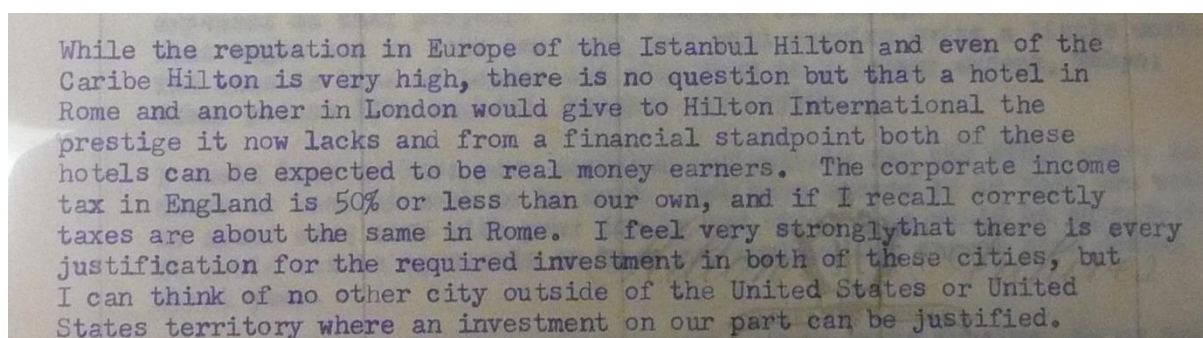 While the reputation in Europe of the Istanbul Hilton and even of the
Caribe Hilton is very high, there is no question but that a hotel in
Rome and another in London would give to Hilton International the
prestige it now lacks and from a financial standpoint both of these
hotels can be expected to be real money earners.  The corporate income
tax in England is 50% or less than our own, and if I recall correctly
taxes are about the same in Rome.  I feel very stronglythat there is every
justification for the required investment in both of these cities, but
I can think of no other city outside of the United States or United
States territory where an investment on our part can be justified.